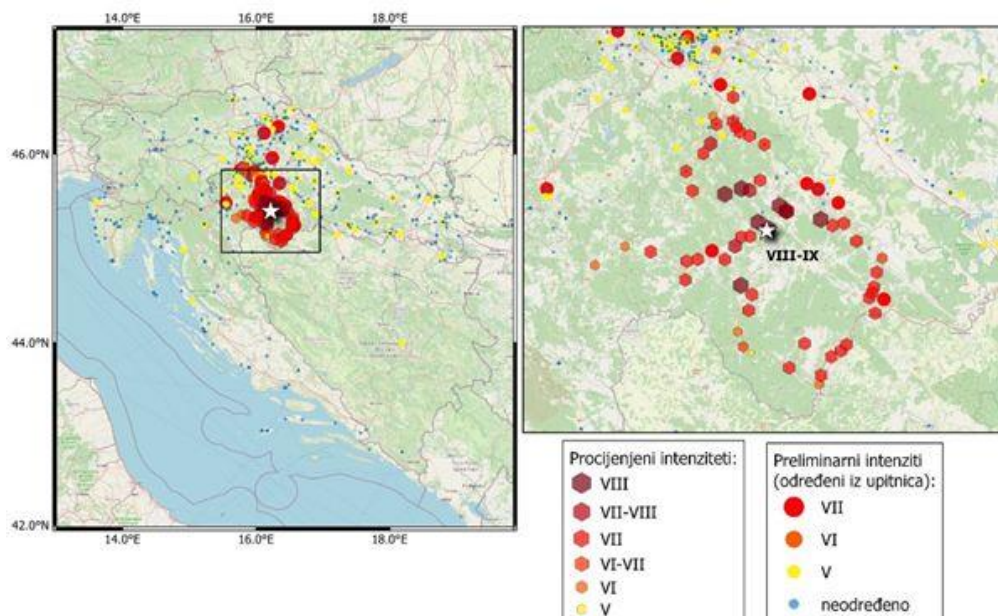 14.0°E 16.0°E 18.0°E
46.0°N
44.0°N
42.0°N
14.0°E 16.0°E 18.0°E
VIII-IX
Procijenjeni intenziteti:
VIII
VII-VIII
VII
VI-VII
VI
V
Preliminarni intenziti
(određeni iz upitnica):
VII
VI
V
neodređeno